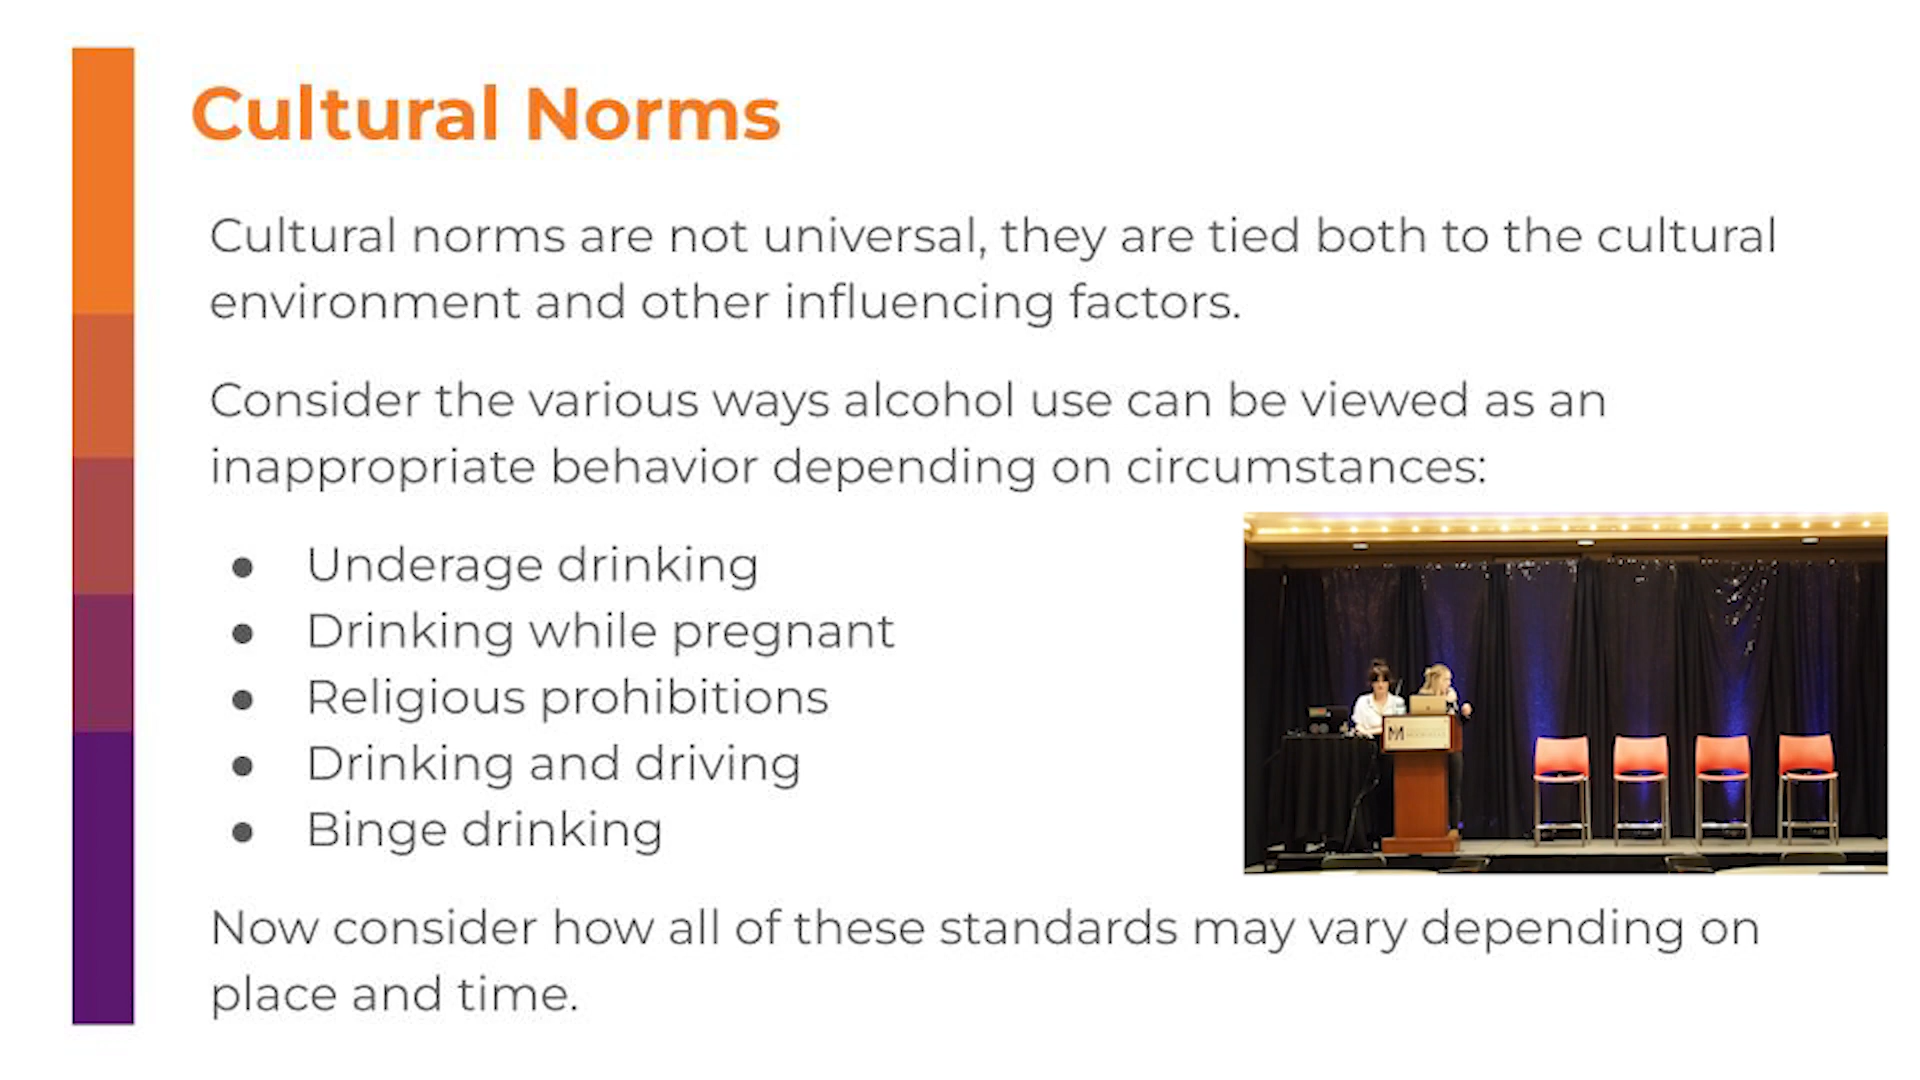 Cultural Norms
Cultural norms are not universal, they are tied both to the cultural
environment and other influencing factors.
Consider the various ways alcohol use can be viewed as an
inappropriate behavior depending on circumstances:
● Underage drinking
● Drinking while pregnant
● Religious prohibitions
● Drinking and driving
● Binge drinking
Now consider how all of these standards may vary depending on
place and time.